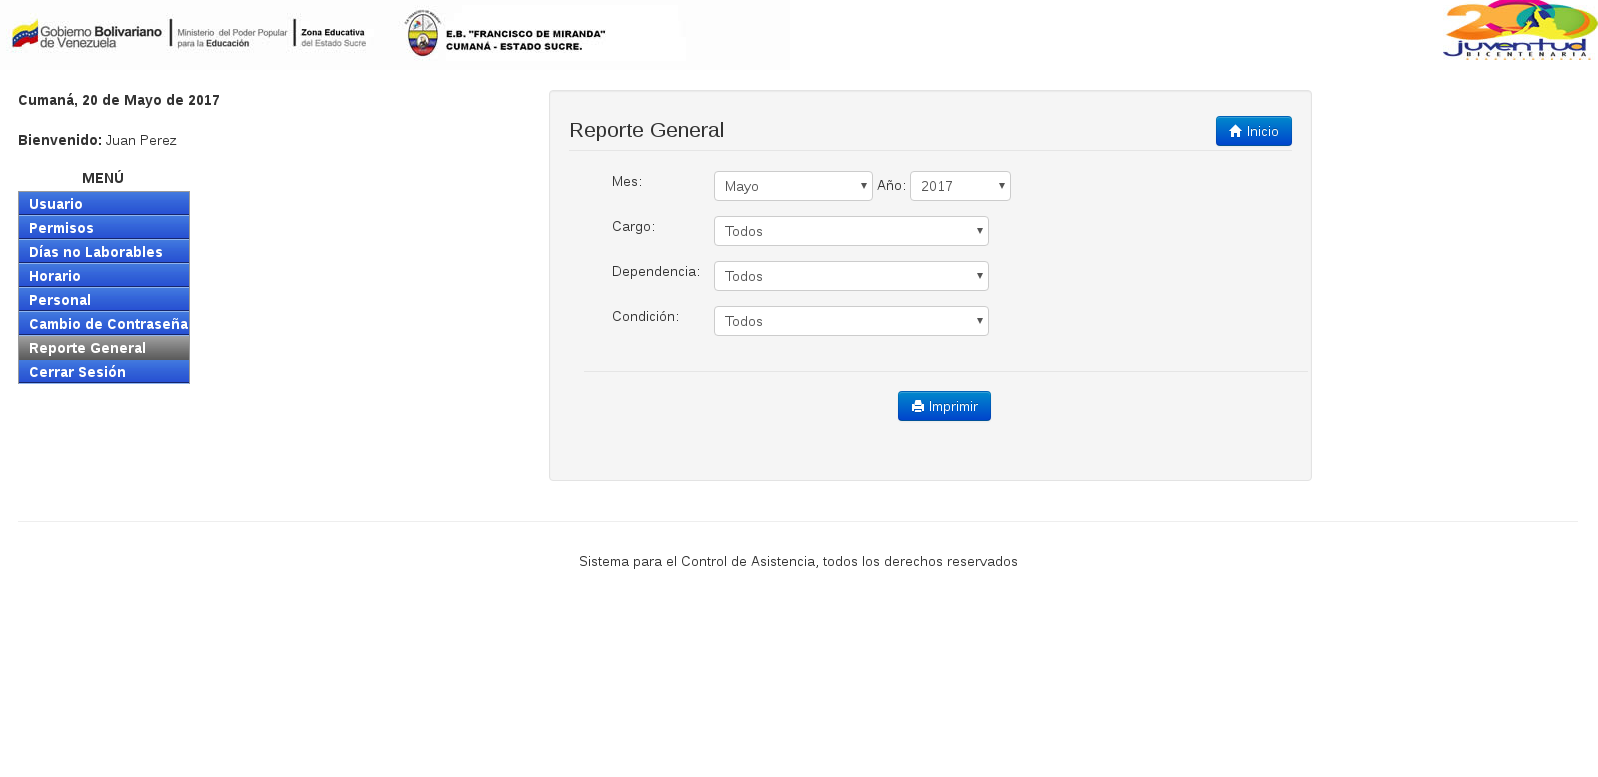 Gobierno Bolivariano
de Venezuela
Ministerio del Poder Popular
para la Educación
Zona Educativa
del Estado Sucre
E.B. "FRANCISCO DE MIRANDA"
CUMANÁ - ESTADO SUCRE.
200
juventud
BICENTENARIA
Cumaná, 20 de Mayo de 2017
Bienvenido: Juan Perez
MENÚ
Usuario
Permisos
Días no Laborables
Horario
Personal
Cambio de Contraseña
Reporte General
Cerrar Sesión
Reporte General
Inicio
Mes: Mayo Año: 2017
Cargo: Todos
Dependencia: Todos
Condición: Todos
Imprimir
Sistema para el Control de Asistencia, todos los derechos reservados